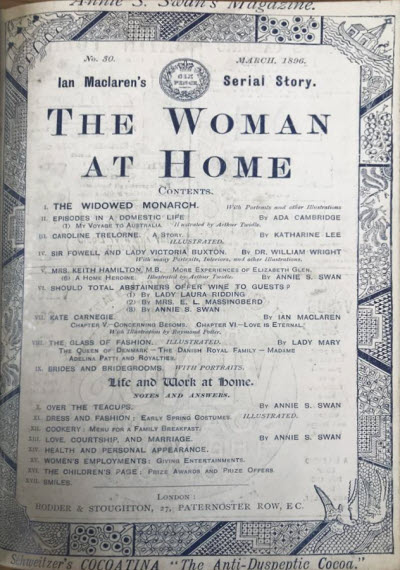 Annie S. Swan's Magazine.
No. 30.
MARCH, 1896.
SIX PENCE
Ian Maclaren's Serial Story.
THE WOMAN
AT HOME
CONTENTS.
I. THE WIDOWED MONARCH. With Portraits and other Illustrations
II. EPISODES IN A DOMESTIC LIFE By ADA CAMBRIDGE
(1) MY VOYAGE TO AUSTRALIA Illustrated by Arthur Twidle.
III. CAROLINE TRELORNE. (A STORY.) By KATHARINE LEE
ILLUSTRATED.
IV. SIR FOWELL AND LADY VICTORIA BUXTON. By DR. WILLIAM WRIGHT
With many Portraits, Interiors, and other Illustrations.
V. MRS. KEITH HAMILTON, M.B. MORE EXPERIENCES OF ELIZABETH GLEN.
(6) A HOME HEROINE. Illustrated by Arthur Twidle. By ANNIE S. SWAN
VI. SHOULD TOTAL ABSTAINERS OFFER WINE TO GUESTS?
(1) By LADY LAURA RIDDING
(2) By MRS. E. L. MASSINGBERD
(3) By ANNIE S. SWAN
VII. KATE CARNEGIE. By IAN MACLAREN
CHAPTER V.—CONCERNING BESOMS. CHAPTER VI—LOVE IS ETERNAL.
With Illustration by Raymond Potter.
VIII. THE GLASS OF FASHION. ILLUSTRATED. By LADY MARY
THE QUEEN OF DENMARK—THE DANISH ROYAL FAMILY—MADAME
ADELINA PATTI AND ROYALTIES.
IX. BRIDES AND BRIDEGROOMS. WITH PORTRAITS.
Life and Work at Home.
NOTES AND ANSWERS.
X. OVER THE TEACUPS. By ANNIE S. SWAN
XI. DRESS AND FASHION: EARLY SPRING COSTUMES. ILLUSTRATED.
XII. COOKERY: MENU FOR A FAMILY BREAKFAST.
XIII. LOVE, COURTSHIP, AND MARRIAGE. By ANNIE S. SWAN
XIV. HEALTH AND PERSONAL APPEARANCE.
XV. WOMEN'S EMPLOYMENTS: GIVING ENTERTAINMENTS.
XVI. THE CHILDREN'S PAGE: PRIZE AWARDS AND PRIZE OFFERS
XVII. SMILES.
LONDON:
HODDER & STOUGHTON, 27, PATERNOSTER ROW, E.C.
Schweitzer's COCOATINA "The Anti-Dyspeptic Cocoa."